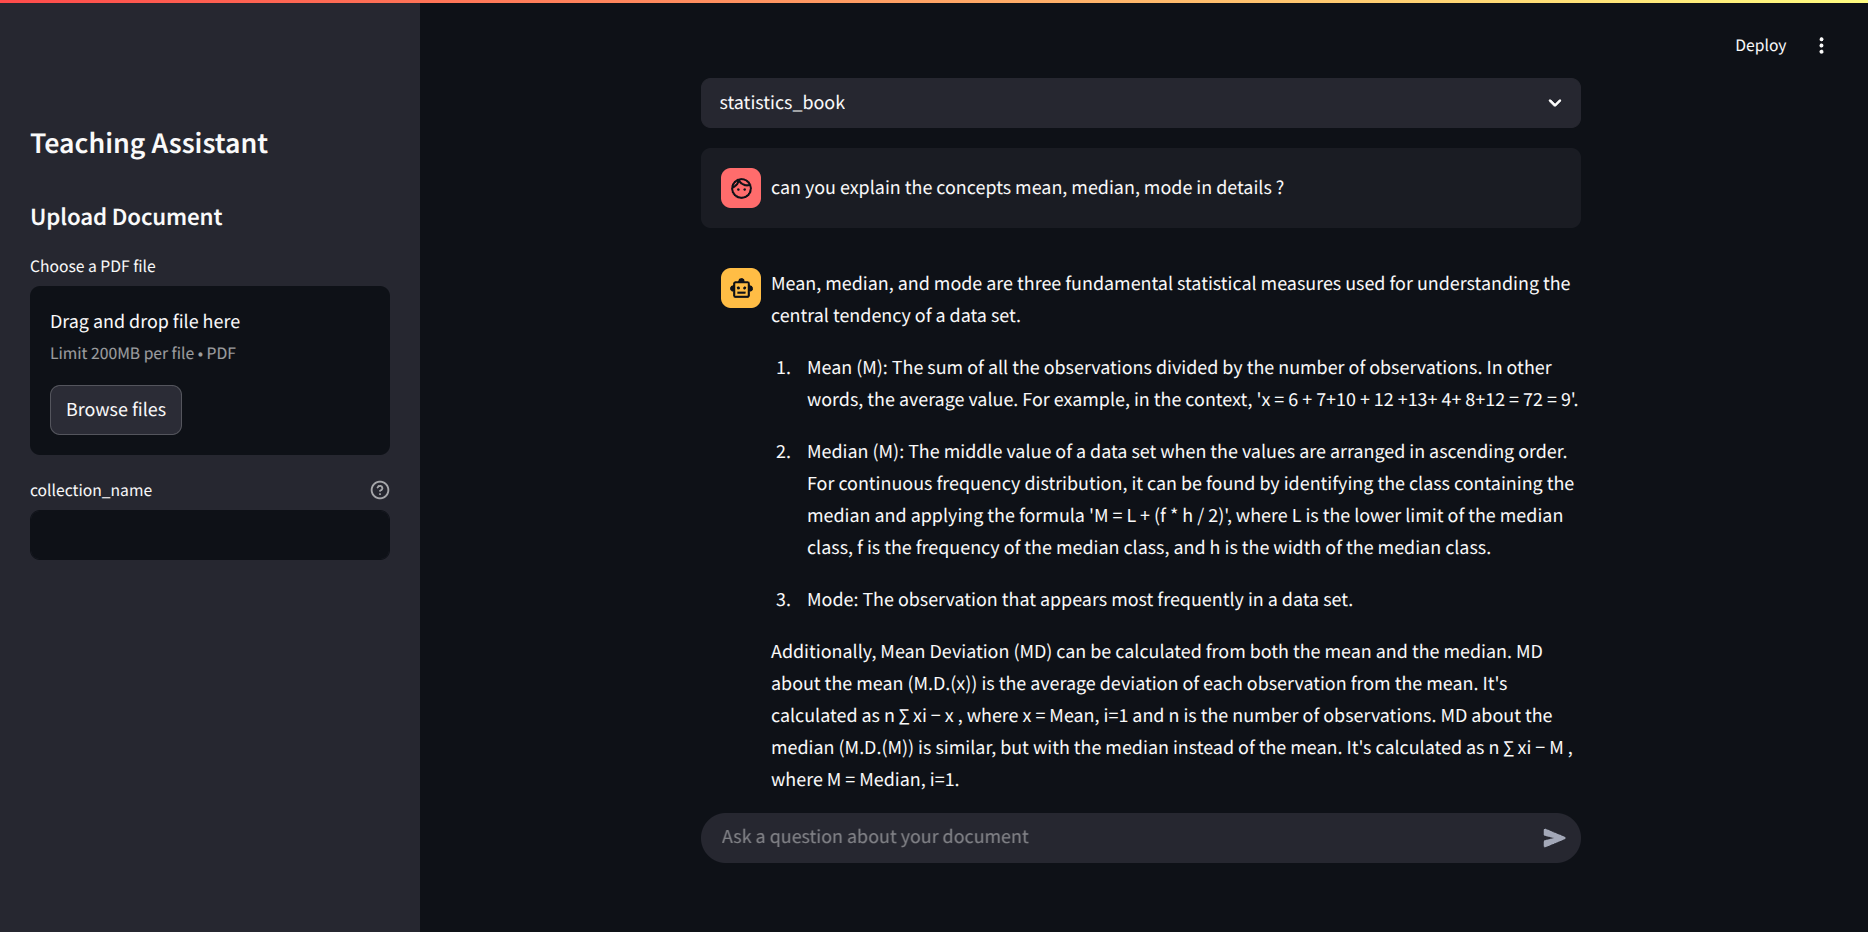 Deploy
Teaching Assistant
Upload Document
Choose a PDF file
Drag and drop file here
Limit 200MB per file • PDF
Browse files
collection_name
statistics_book
can you explain the concepts mean, median, mode in details ?
Mean, median, and mode are three fundamental statistical measures used for understanding the
central tendency of a data set.
1. Mean (M): The sum of all the observations divided by the number of observations. In other
words, the average value. For example, in the context, 'x = 6 + 7+10 + 12 +13+ 4+ 8+12 = 72 = 9'.
2. Median (M): The middle value of a data set when the values are arranged in ascending order.
For continuous frequency distribution, it can be found by identifying the class containing the
median and applying the formula 'M = L + (f * h / 2)', where L is the lower limit of the median
class, f is the frequency of the median class, and h is the width of the median class.
3. Mode: The observation that appears most frequently in a data set.
Additionally, Mean Deviation (MD) can be calculated from both the mean and the median. MD
about the mean (M.D.(x)) is the average deviation of each observation from the mean. It's
calculated as n ∑ xi − x , where x = Mean, i=1 and n is the number of observations. MD about the
median (M.D.(M)) is similar, but with the median instead of the mean. It's calculated as n ∑ xi − M ,
where M = Median, i=1.
Ask a question about your document